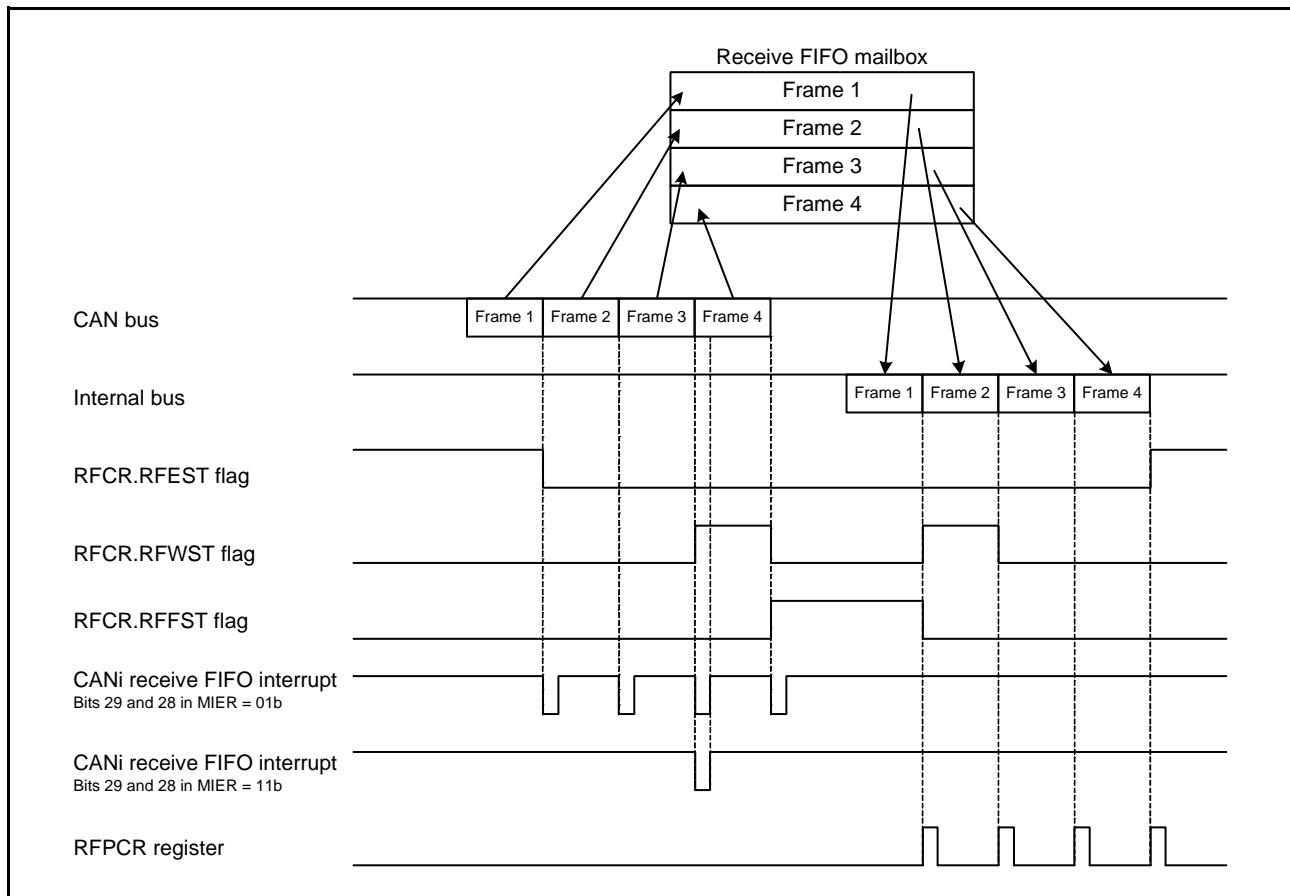 Receive FIFO mailbox
Frame 1
Frame 2
Frame 3
Frame 4
CAN bus
Frame 1 Frame 2 Frame 3 Frame 4
Internal bus
Frame 1 Frame 2 Frame 3 Frame 4
RFCR.RFEST flag
RFCR.RFWST flag
RFCR.RFFST flag
CANi receive FIFO interrupt
Bits 29 and 28 in MIER = 01b
CANi receive FIFO interrupt
Bits 29 and 28 in MIER = 11b
RFPCR register